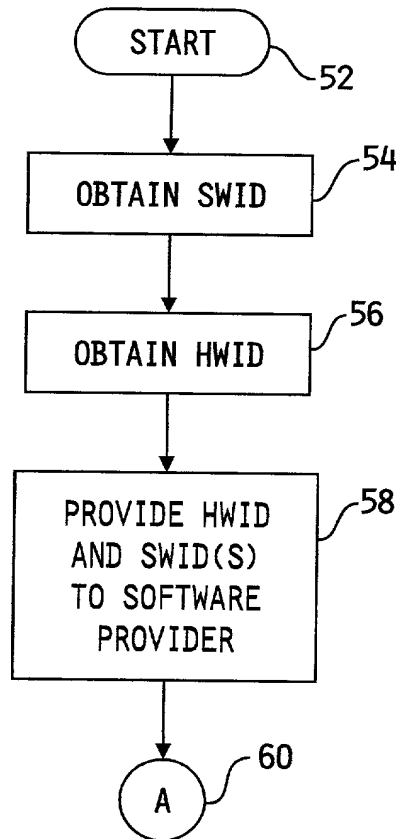 START
52
OBTAIN SWID
54
OBTAIN HWID
56
PROVIDE HWID
AND SWID(S)
TO SOFTWARE
PROVIDER
58
A
60